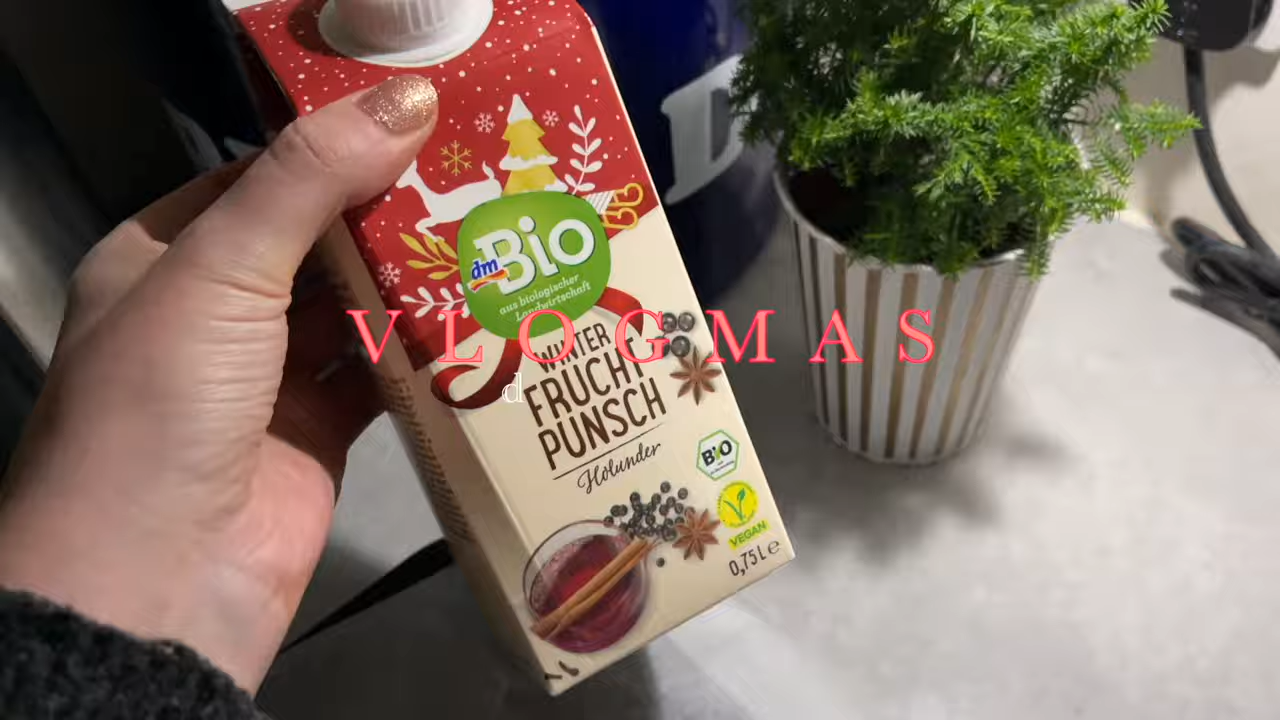 dm
Bio
aus biologischer
Landwirtschaft
VLOGMAS
WINTER
d
FRUCHT
PUNSCH
Holunder
BIO
VEGAN
0,75 L e